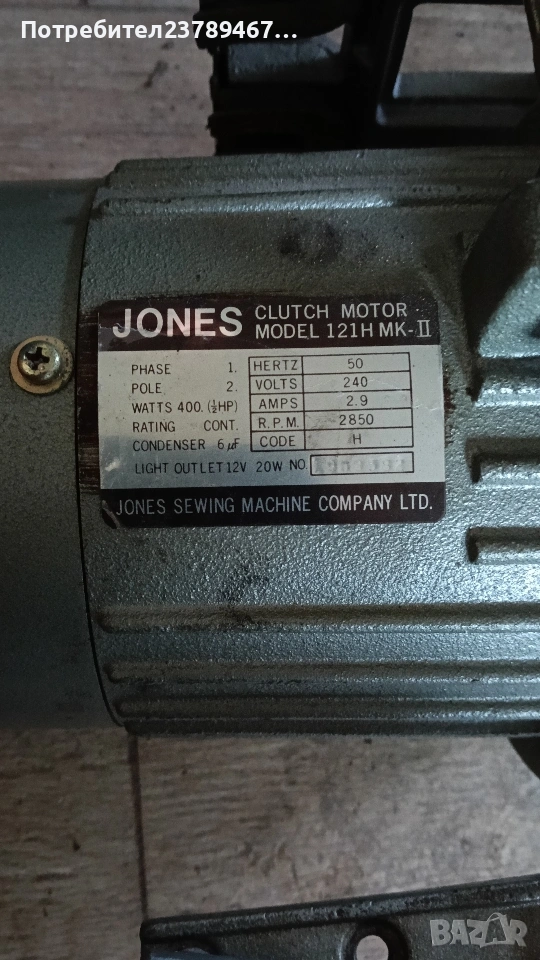 Потребител23789467...
JONES CLUTCH MOTOR
MODEL 121H MK-II
PHASE 1. HERTZ 50
POLE 2. VOLTS 240
WATTS 400. (½HP) AMPS 2.9
RATING CONT. R.P.M. 2850
CONDENSER 6 µF CODE H
LIGHT OUTLET 12V 20W NO.
JONES SEWING MACHINE COMPANY LTD.
BAZAR